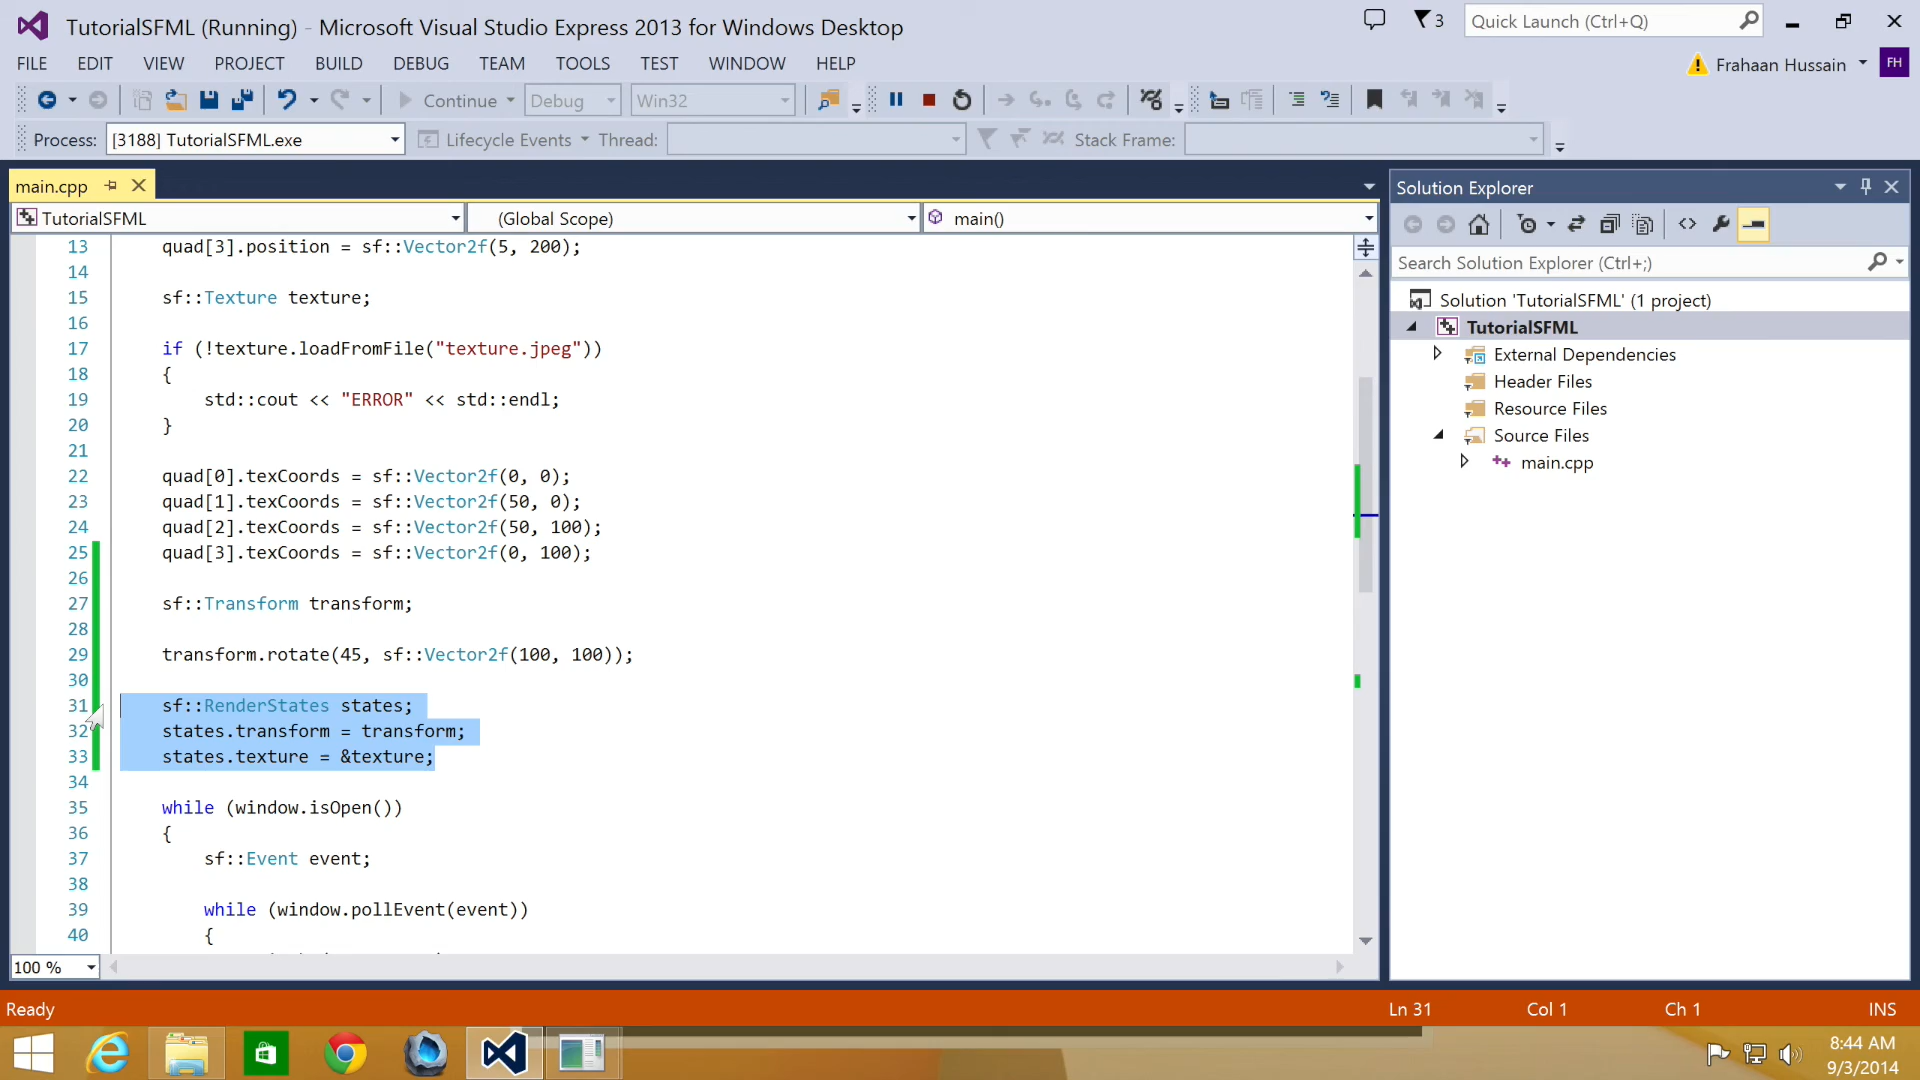 TutorialSFML (Running) - Microsoft Visual Studio Express 2013 for Windows Desktop
3
Quick Launch (Ctrl+Q)
FILE EDIT VIEW PROJECT BUILD DEBUG TEAM TOOLS TEST WINDOW HELP
Frahaan Hussain FH
Continue Debug Win32
Process: [3188] TutorialSFML.exe Lifecycle Events Thread: Stack Frame:
main.cpp
TutorialSFML (Global Scope) main()
13 quad[3].position = sf::Vector2f(5, 200);
14
15 sf::Texture texture;
16
17 if (!texture.loadFromFile("texture.jpeg"))
18 {
19 std::cout << "ERROR" << std::endl;
20 }
21
22 quad[0].texCoords = sf::Vector2f(0, 0);
23 quad[1].texCoords = sf::Vector2f(50, 0);
24 quad[2].texCoords = sf::Vector2f(50, 100);
25 quad[3].texCoords = sf::Vector2f(0, 100);
26
27 sf::Transform transform;
28
29 transform.rotate(45, sf::Vector2f(100, 100));
30
31 sf::RenderStates states;
32 states.transform = transform;
33 states.texture = &texture;
34
35 while (window.isOpen())
36 {
37 sf::Event event;
38
39 while (window.pollEvent(event))
40 {
100 %
Solution Explorer
Search Solution Explorer (Ctrl+;)
Solution 'TutorialSFML' (1 project)
TutorialSFML
External Dependencies
Header Files
Resource Files
Source Files
main.cpp
Ready Ln 31 Col 1 Ch 1 INS
8:44 AM
9/3/2014